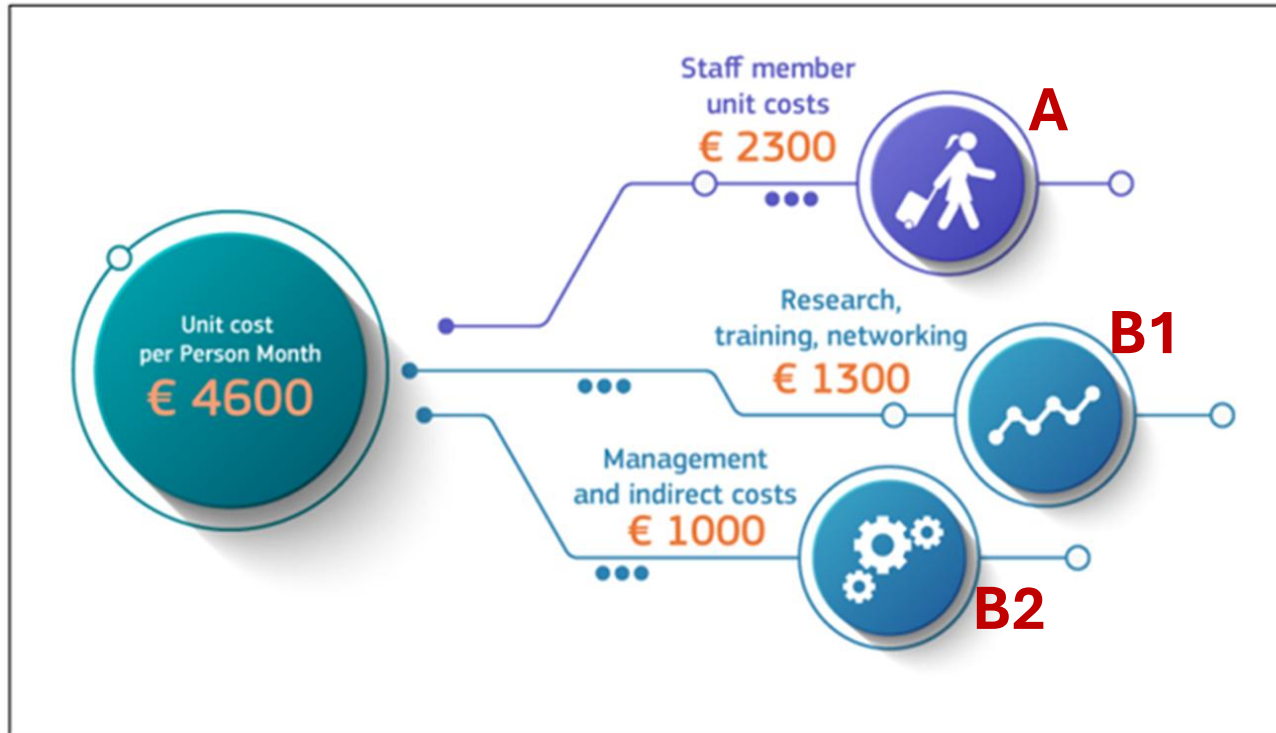 Staff member
unit costs
€ 2300
A
Unit cost
per Person Month
€ 4600
Research,
training, networking
€ 1300
B1
Management
and indirect costs
€ 1000
B2